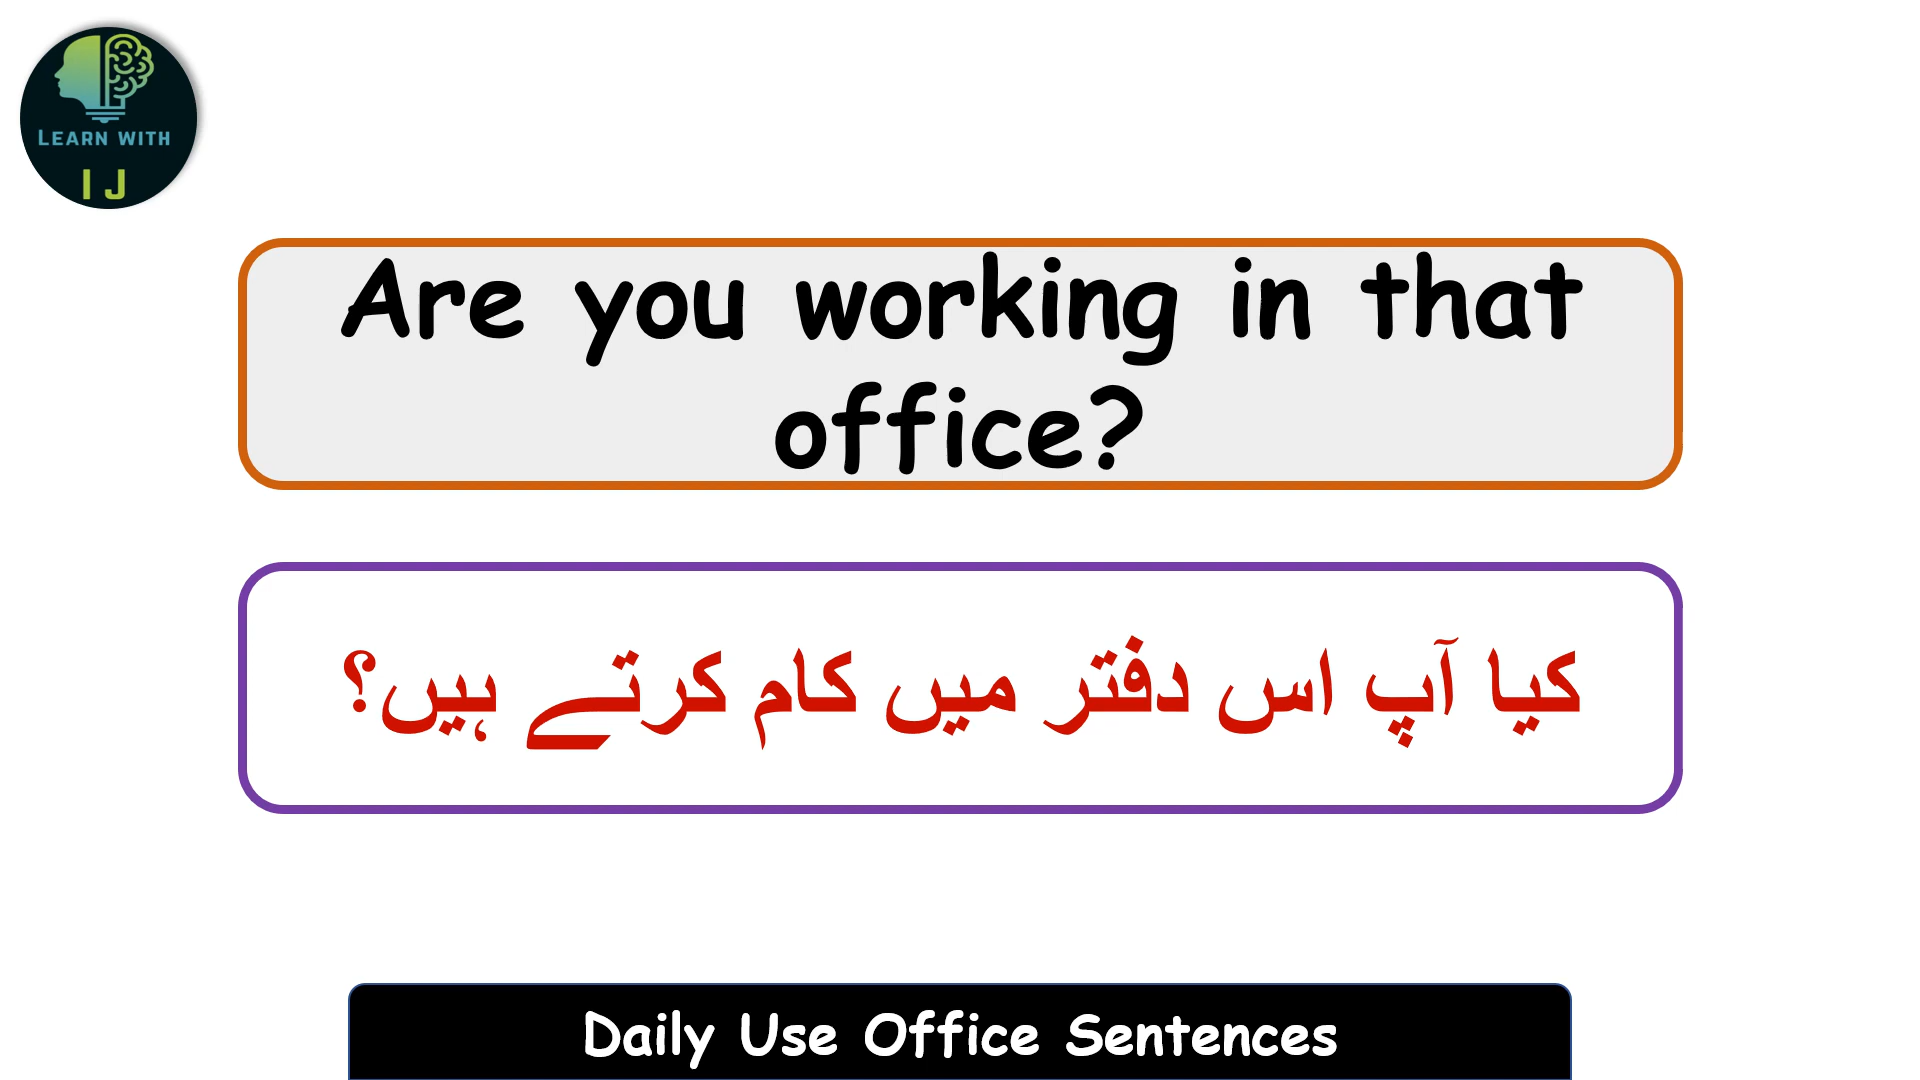 LEARN WITH
I J
Are you working in that
office?
کیا آپ اس دفتر میں کام کرتے ہیں؟
Daily Use Office Sentences